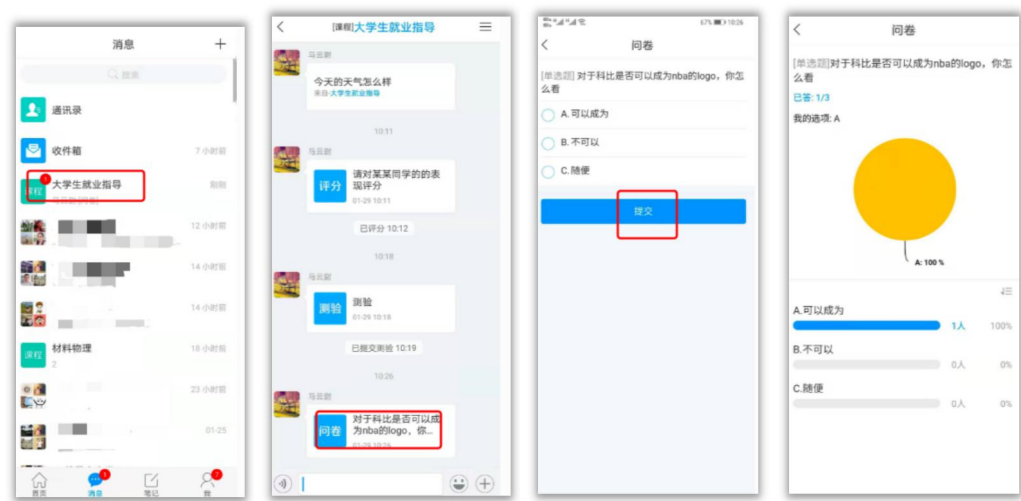 消息
搜索
通讯录
收件箱
7 小时前
1
课程
大学生就业指导
刚刚
12 小时前
14 小时前
14 小时前
课程
材料物理
2
18 小时前
23 小时前
01-25
首页
消息
笔记
我
[课程]大学生就业指导
马云尉
今天的天气怎么样
来自-大学生就业指导
10:11
马云尉
评分
请对某某同学的的表
现评分
01-29 10:11
已评分 10:12
10:18
马云尉
测验
测验
01-29 10:18
已提交测验 10:19
10:26
马云尉
问卷
对于科比是否可以成
为nba的logo，你...
01-29 10:26
67% 10:26
问卷
[单选题] 对于科比是否可以成为nba的logo，你怎
么看
A. 可以成为
B. 不可以
C. 随便
提交
问卷
[单选题]对于科比是否可以成为nba的logo，你怎
么看
已答: 1/3
我的选项: A
A: 100 %
A.可以成为
1人 100%
B.不可以
0人 0%
C.随便
0人 0%